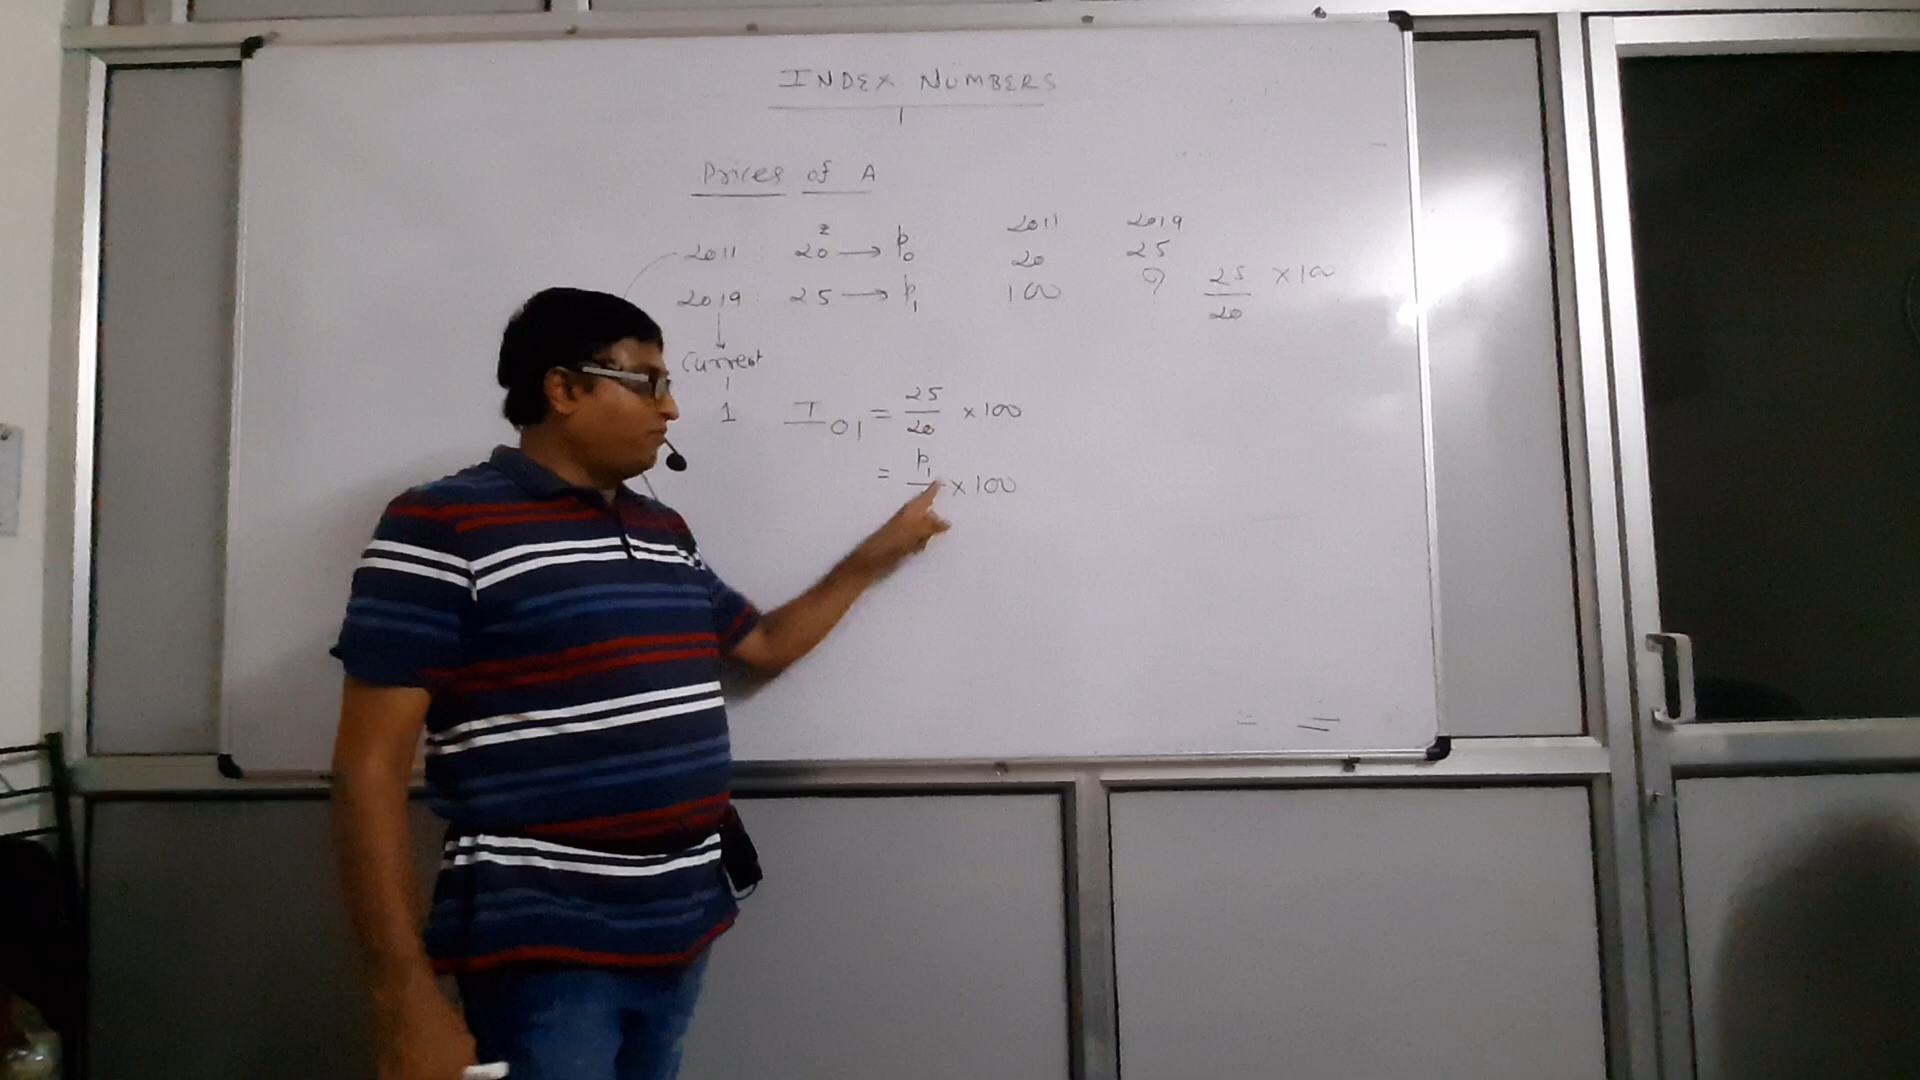 INDEX NUMBERS
Prices of A
2011 : 20 → p₀
2019 : 25 → p₁
Current
1
2011 2019
20 25
100 ?
25/20 × 100
I₀₁ = 25/20 × 100
= p₁/ × 100